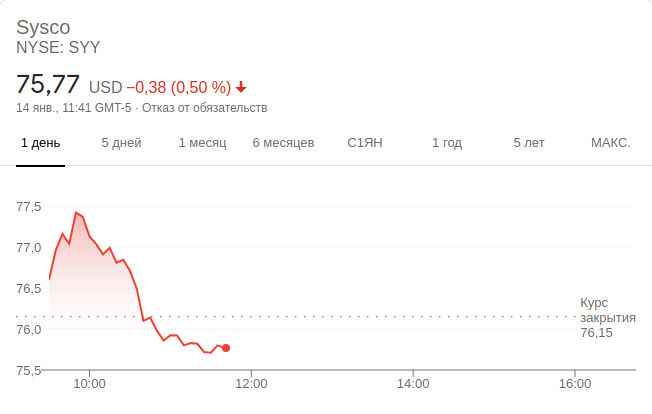 Sysco
NYSE: SYY
75,77 USD −0,38 (0,50 %)
14 янв., 11:41 GMT-5 · Отказ от обязательств
1 день 5 дней 1 месяц 6 месяцев С1ЯН 1 год 5 лет МАКС.
77,5
77,0
76,5
Курс
закрытия
76,15
76,0
75,5
10:00 12:00 14:00 16:00